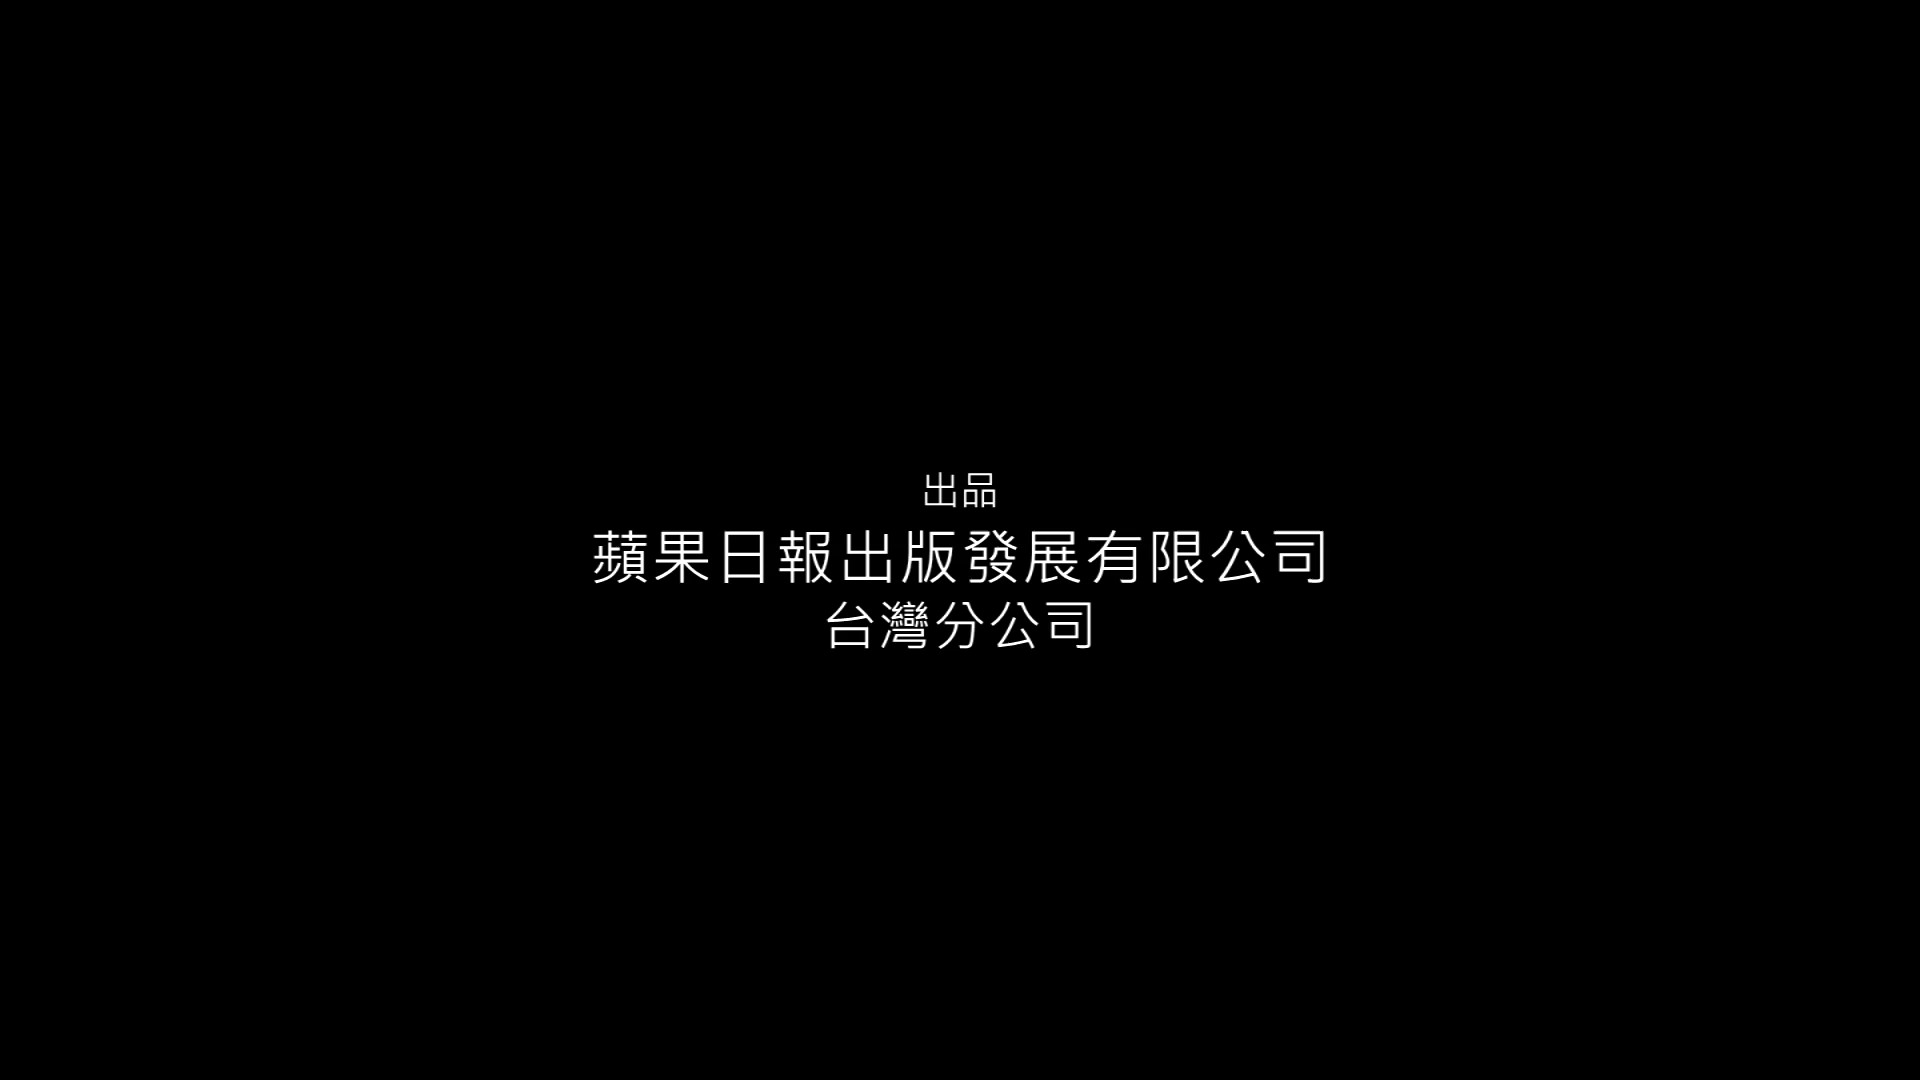 出品
蘋果日報出版發展有限公司
台灣分公司